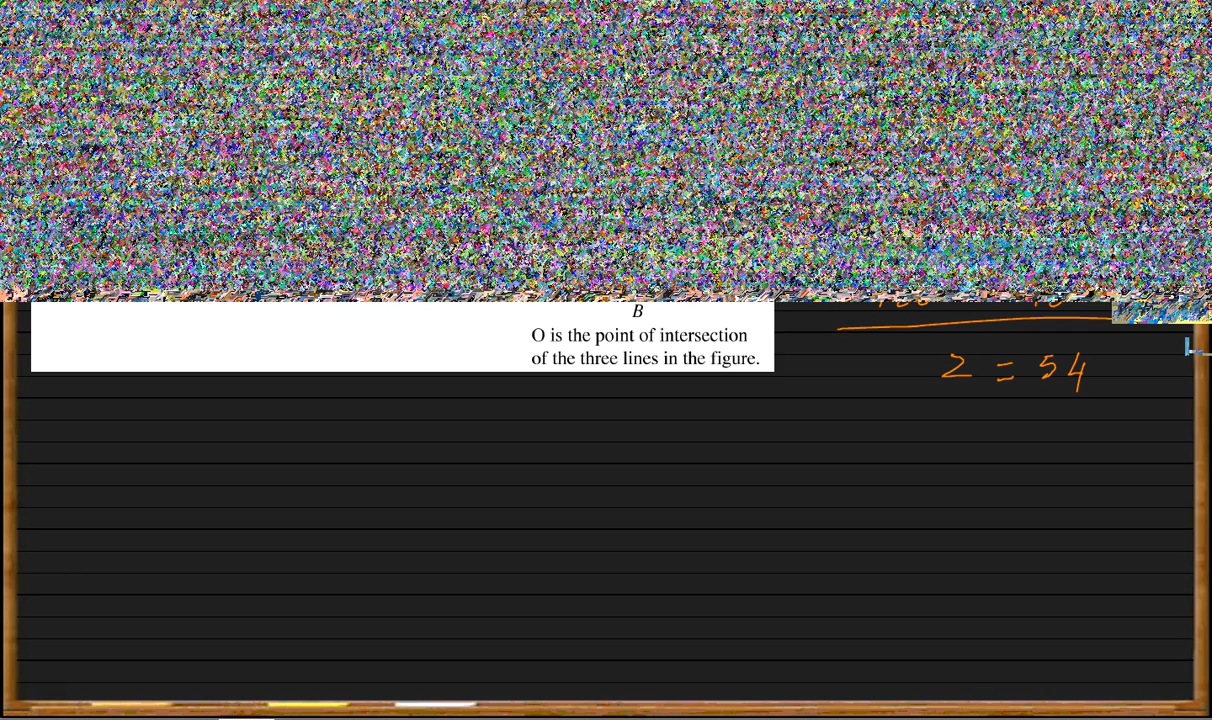 B
O is the point of intersection
of the three lines in the figure.
2 = 54